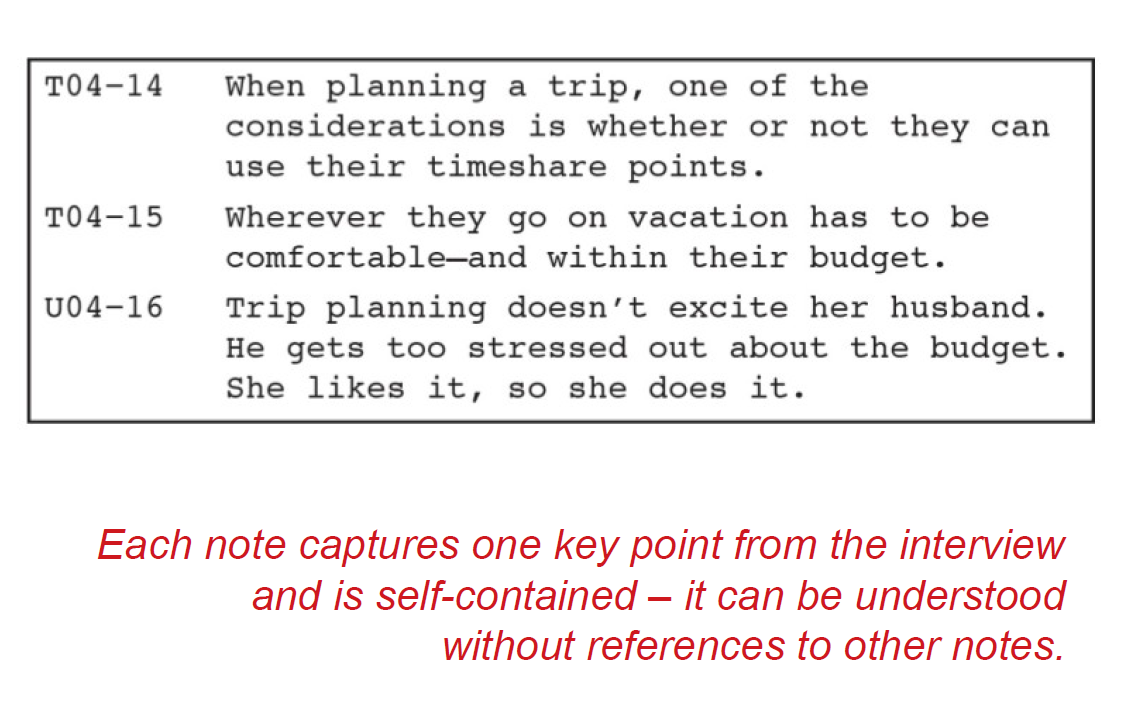 T04–14 When planning a trip, one of the
considerations is whether or not they can
use their timeshare points.
T04–15 Wherever they go on vacation has to be
comfortable—and within their budget.
U04–16 Trip planning doesn’t excite her husband.
He gets too stressed out about the budget.
She likes it, so she does it.
Each note captures one key point from the interview
and is self-contained – it can be understood
without references to other notes.